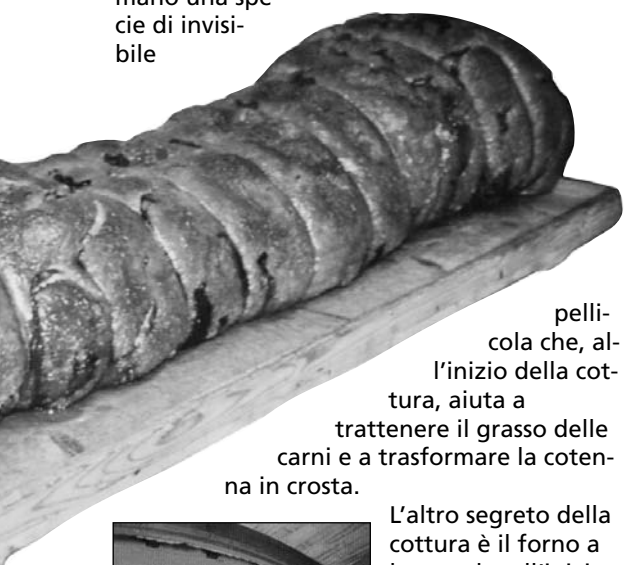 cie di invisi-
bile
pelli-
cola che, al-
l'inizio della cot-
tura, aiuta a
trattenere il grasso delle
carni e a trasformare la coten-
na in crosta.
L'altro segreto della
cottura è il forno a